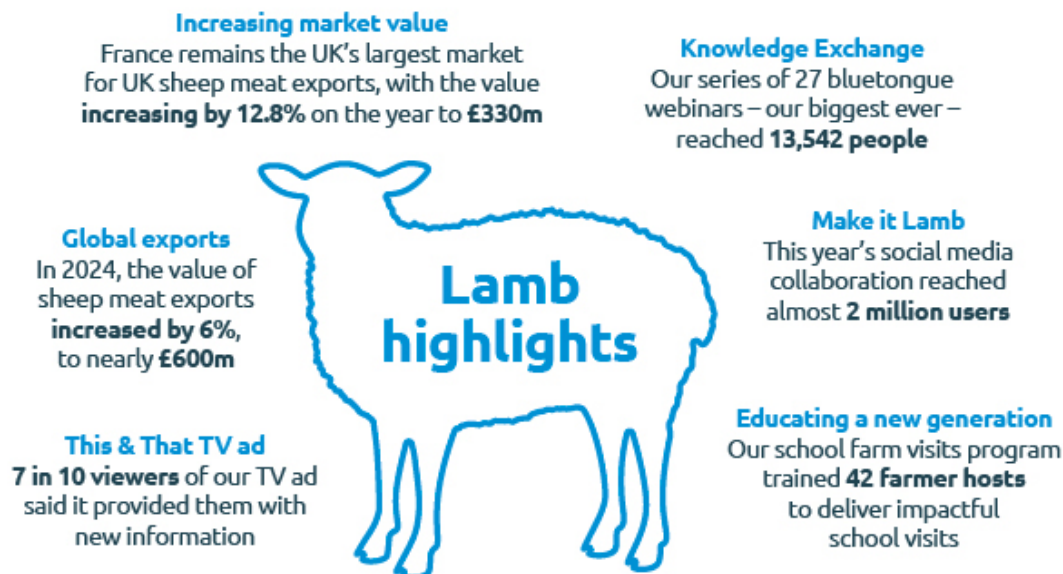 Increasing market value
France remains the UK's largest market
for UK sheep meat exports, with the value
increasing by 12.8% on the year to £330m
Knowledge Exchange
Our series of 27 bluetongue
webinars – our biggest ever –
reached 13,542 people
Global exports
In 2024, the value of
sheep meat exports
increased by 6%,
to nearly £600m
Lamb
highlights
Make it Lamb
This year's social media
collaboration reached
almost 2 million users
This & That TV ad
7 in 10 viewers of our TV ad
said it provided them with
new information
Educating a new generation
Our school farm visits program
trained 42 farmer hosts
to deliver impactful
school visits